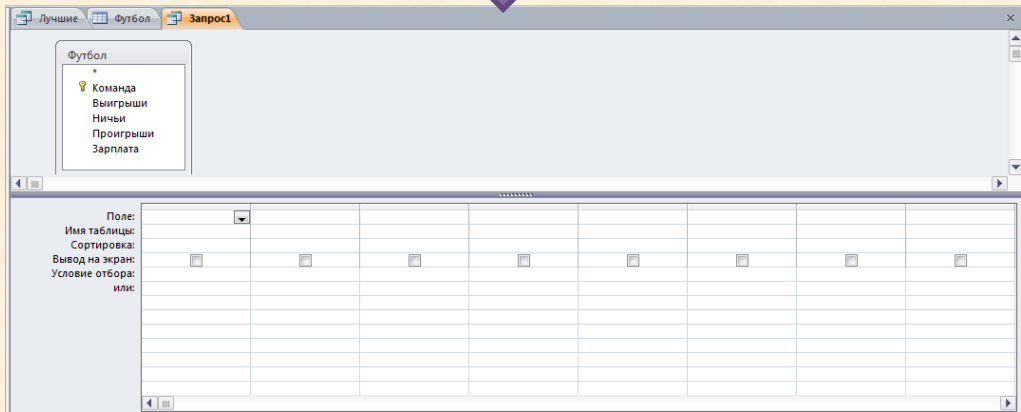 Лучшие Футбол Запрос1
Футбол
*
Команда
Выигрыши
Ничьи
Проигрыши
Зарплата
Поле:
Имя таблицы:
Сортировка:
Вывод на экран:
Условие отбора:
или: